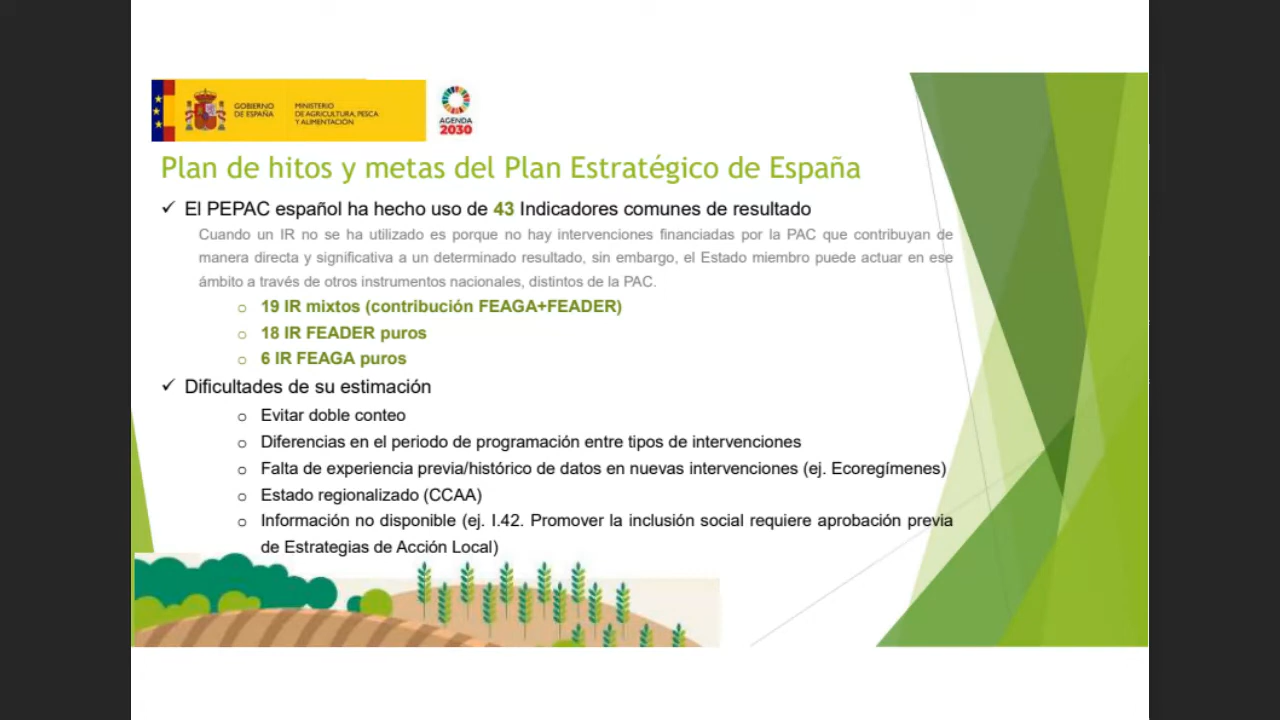 GOBIERNO
DE ESPAÑA
MINISTERIO
DE AGRICULTURA, PESCA
Y ALIMENTACIÓN
AGENDA
2030
Plan de hitos y metas del Plan Estratégico de España
✓ El PEPAC español ha hecho uso de 43 Indicadores comunes de resultado
Cuando un IR no se ha utilizado es porque no hay intervenciones financiadas por la PAC que contribuyan de
manera directa y significativa a un determinado resultado, sin embargo, el Estado miembro puede actuar en ese
ámbito a través de otros instrumentos nacionales, distintos de la PAC.
o 19 IR mixtos (contribución FEAGA+FEADER)
o 18 IR FEADER puros
o 6 IR FEAGA puros
✓ Dificultades de su estimación
o Evitar doble conteo
o Diferencias en el periodo de programación entre tipos de intervenciones
o Falta de experiencia previa/histórico de datos en nuevas intervenciones (ej. Ecoregímenes)
o Estado regionalizado (CCAA)
o Información no disponible (ej. I.42. Promover la inclusión social requiere aprobación previa
de Estrategias de Acción Local)